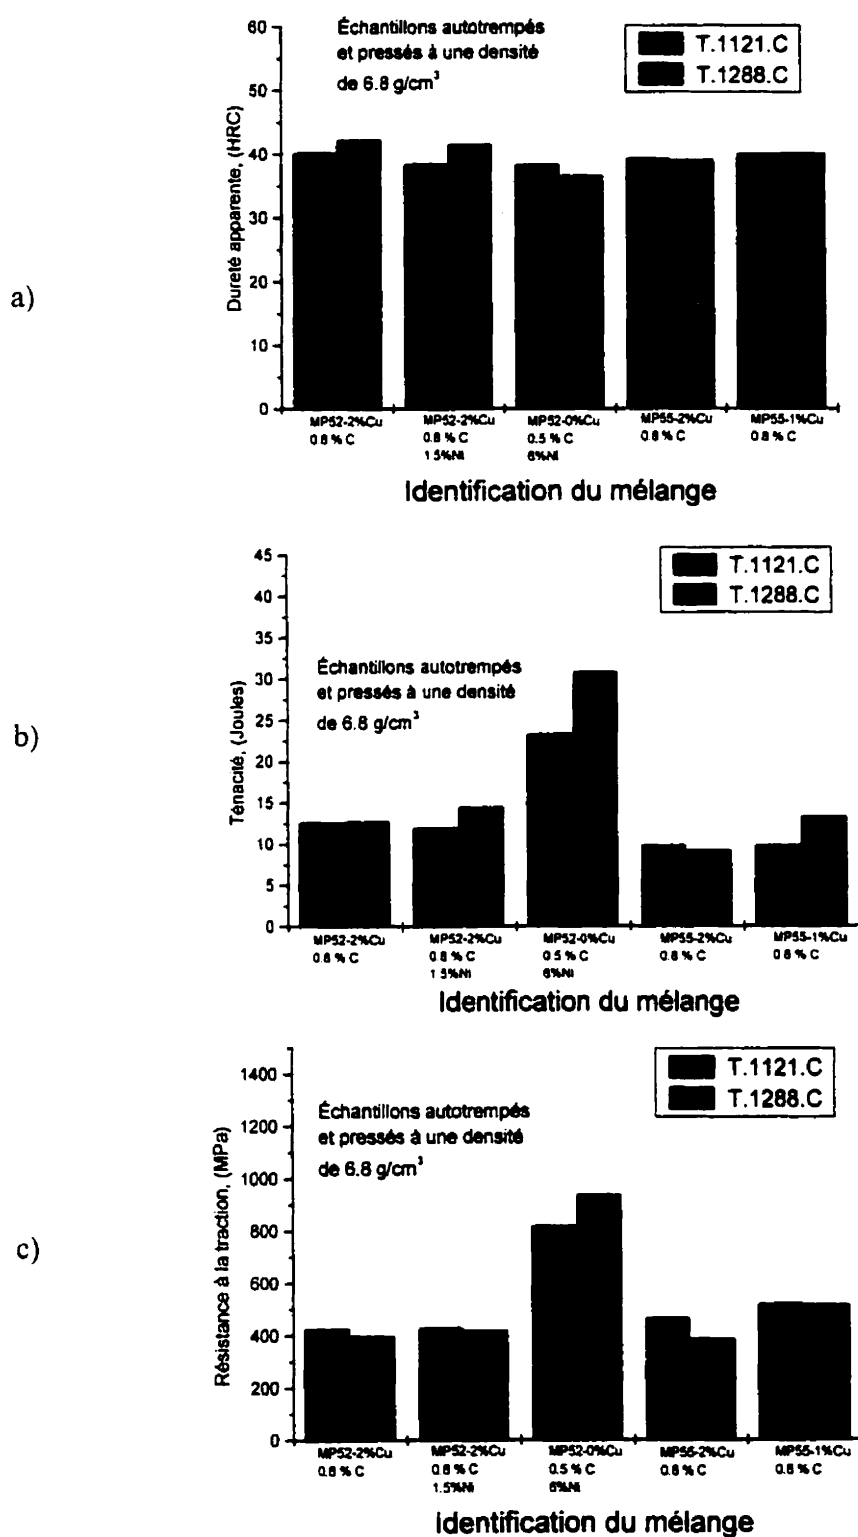 a)
Échantillons autotrempés
et pressés à une densité
de 6.8 g/cm³
T.1121.C
T.1288.C
Dureté apparente, (HRC)
60
50
40
30
20
10
0
MP52-2%Cu
0.8 % C
MP52-2%Cu
0.8 % C
1.5%Ni
MP52-0%Cu
0.5 % C
6%Ni
MP55-2%Cu
0.8 % C
MP55-1%Cu
0.8 % C
Identification du mélange
b)
T.1121.C
T.1288.C
Échantillons autotrempés
et pressés à une densité
de 6.8 g/cm³
Ténacité, (Joules)
45
40
35
30
25
20
15
10
5
0
MP52-2%Cu
0.8 % C
MP52-2%Cu
0.8 % C
1.5%Ni
MP52-0%Cu
0.5 % C
6%Ni
MP55-2%Cu
0.8 % C
MP55-1%Cu
0.8 % C
Identification du mélange
c)
T.1121.C
T.1288.C
Échantillons autotrempés
et pressés à une densité
de 6.8 g/cm³
Résistance à la traction, (MPa)
1400
1200
1000
800
600
400
200
0
MP52-2%Cu
0.8 % C
MP52-2%Cu
0.8 % C
1.5%Ni
MP52-0%Cu
0.5 % C
6%Ni
MP55-2%Cu
0.8 % C
MP55-1%Cu
0.8 % C
Identification du mélange